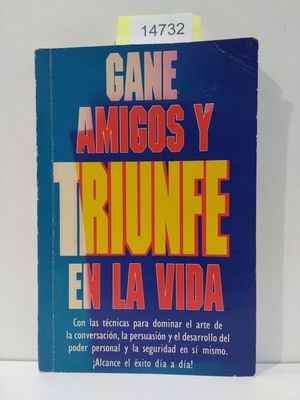 14732
GANE
AMIGOS Y
TRIUNFE
EN LA VIDA
Con las técnicas para dominar el arte de
la conversación, la persuasión y el desarrollo del
poder personal y la seguridad en sí mismo.
¡Alcance el éxito día a día!